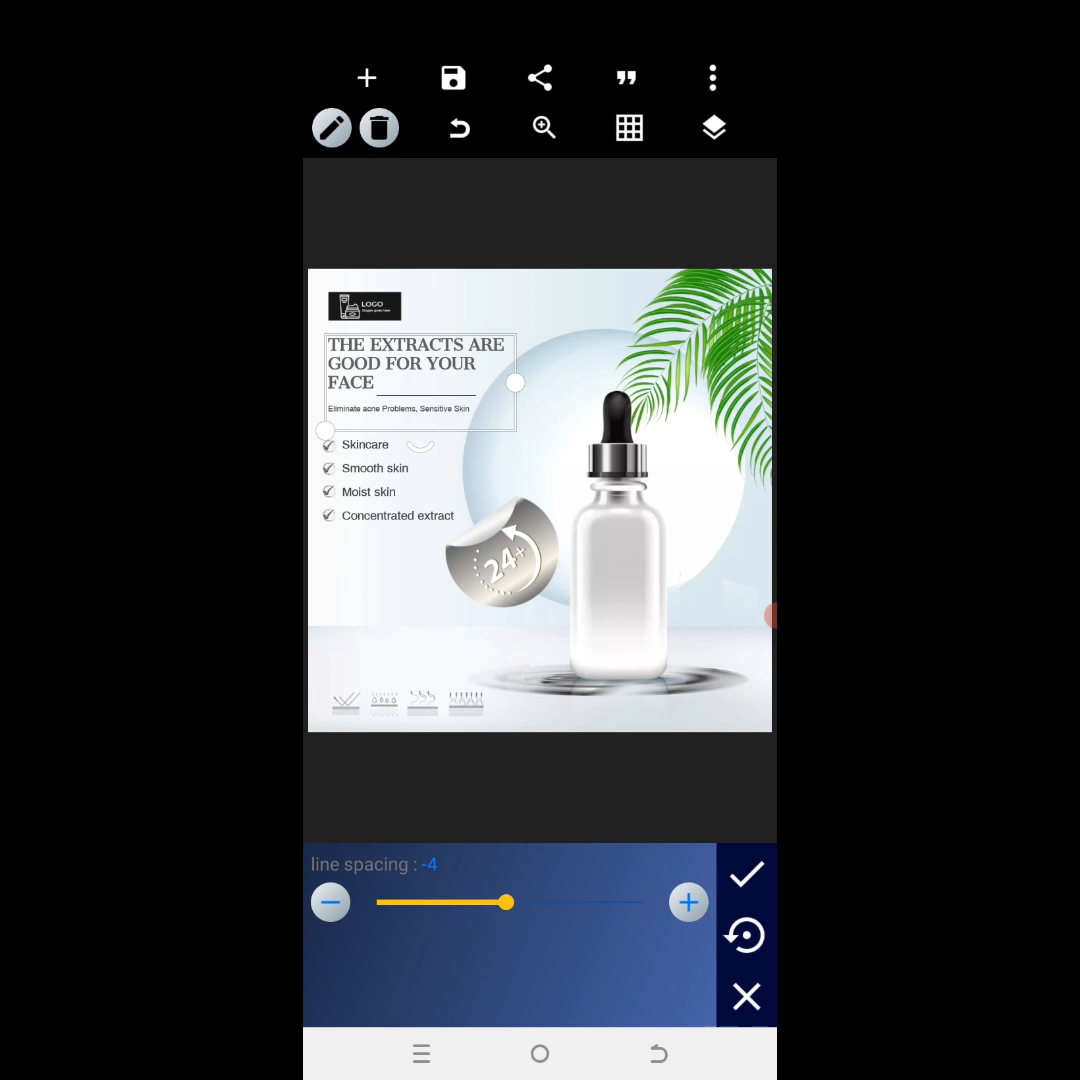 LOGO
THE EXTRACTS ARE
GOOD FOR YOUR
FACE
Eliminate acne Problems, Sensitive Skin
Skincare
Smooth skin
Moist skin
Concentrated extract
24+
line spacing : -4